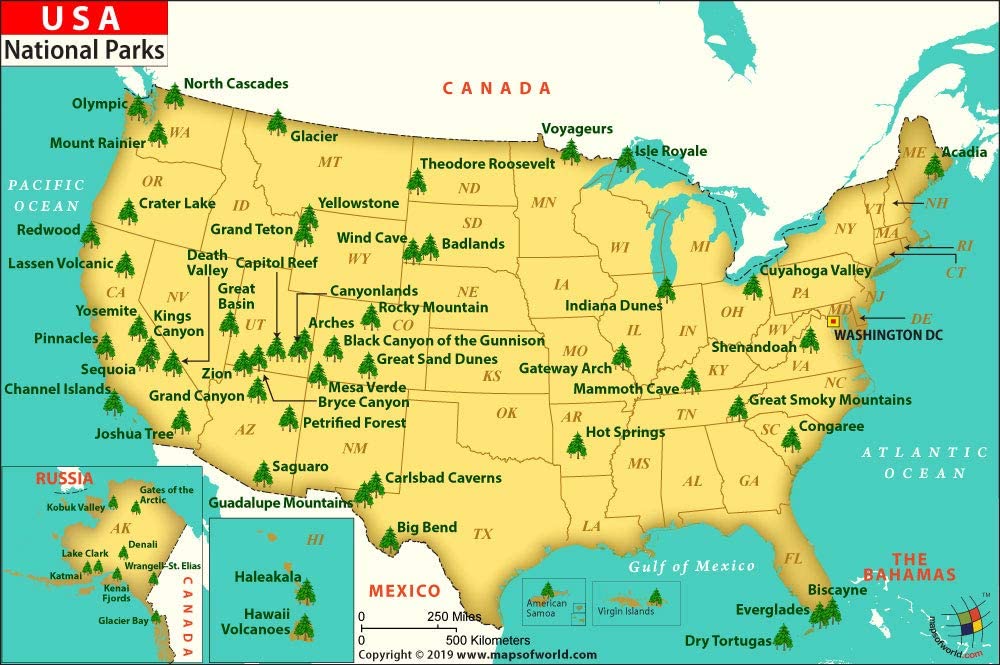 USA
National Parks
CANADA
North Cascades
Olympic
Mount Rainier
WA
Glacier
MT
Voyageurs
Isle Royale
Theodore Roosevelt
ND
MN
ME
Acadia
PACIFIC
OCEAN
OR
Crater Lake
ID
Yellowstone
Grand Teton
Redwood
SD
Wind Cave
Badlands
WY
WI
MI
NY
VT
NH
MA
RI
CT
Lassen Volcanic
Death
Valley
Capitol Reef
CA
NV
Great
Basin
UT
Canyonlands
NE
IA
Cuyahoga Valley
PA
NJ
Indiana Dunes
OH
MD
DE
Yosemite
Kings
Canyon
Rocky Mountain
CO
Arches
IL
IN
WV
WASHINGTON DC
Pinnacles
Black Canyon of the Gunnison
Great Sand Dunes
MO
Shenandoah
Sequoia
Zion
KS
Gateway Arch
KY
VA
Channel Islands
Grand Canyon
Mesa Verde
Mammoth Cave
NC
Bryce Canyon
Great Smoky Mountains
Joshua Tree
AZ
Petrified Forest
OK
AR
TN
SC
Congaree
NM
Hot Springs
ATLANTIC
OCEAN
Saguaro
Carlsbad Caverns
MS
AL
GA
Guadalupe Mountains
Big Bend
TX
LA
FL
RUSSIA
Gates of the
Arctic
Kobuk Valley
AK
Lake Clark
Denali
Katmai
Wrangell-St. Elias
Kenai
Fjords
Glacier Bay
CANADA
HI
Haleakala
Hawaii
Volcanoes
MEXICO
Gulf of Mexico
THE
BAHAMAS
Biscayne
Everglades
Dry Tortugas
American
Samoa
Virgin Islands
0 250 Miles
0 500 Kilometers
Copyright © 2019 www.mapsofworld.com
mapsofworld.com
TM